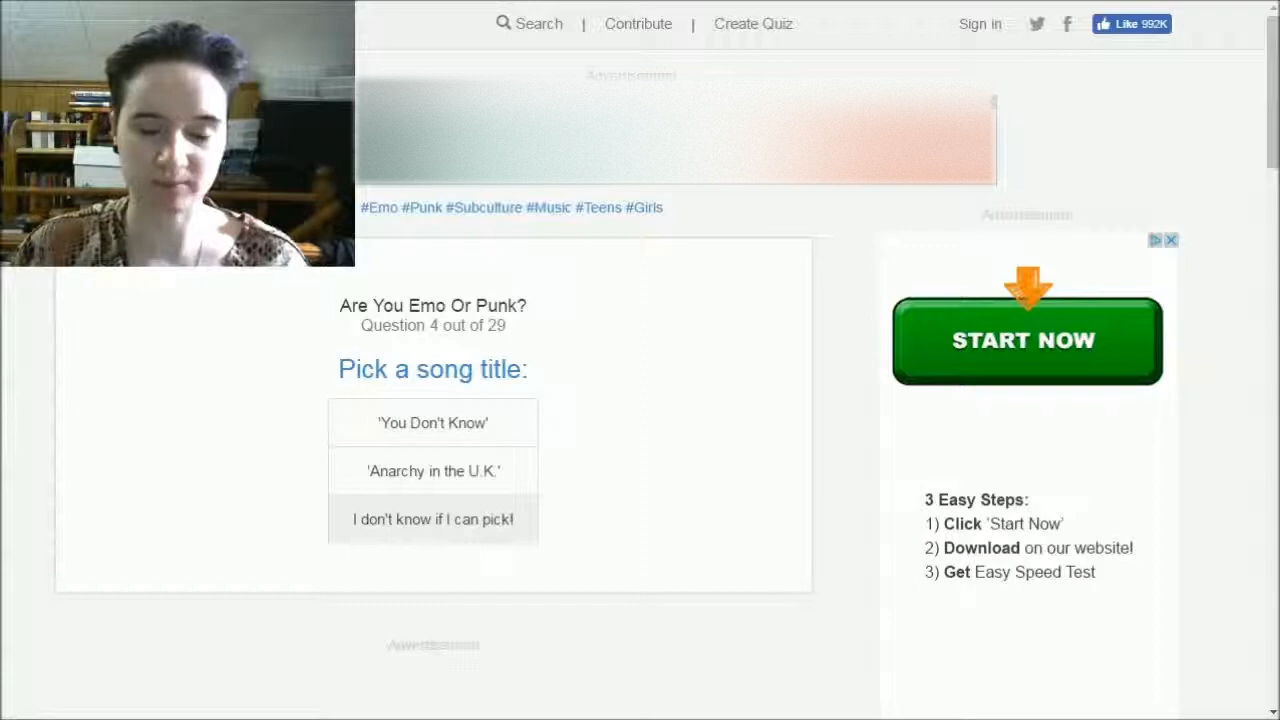 Search | Contribute | Create Quiz Sign in Like 992K
Advertisement
#Emo #Punk #Subculture #Music #Teens #Girls
Advertisement
Are You Emo Or Punk?
Question 4 out of 29
Pick a song title:
'You Don't Know'
'Anarchy in the U.K.'
I don't know if I can pick!
START NOW
3 Easy Steps:
1) Click 'Start Now'
2) Download on our website!
3) Get Easy Speed Test
Advertisement